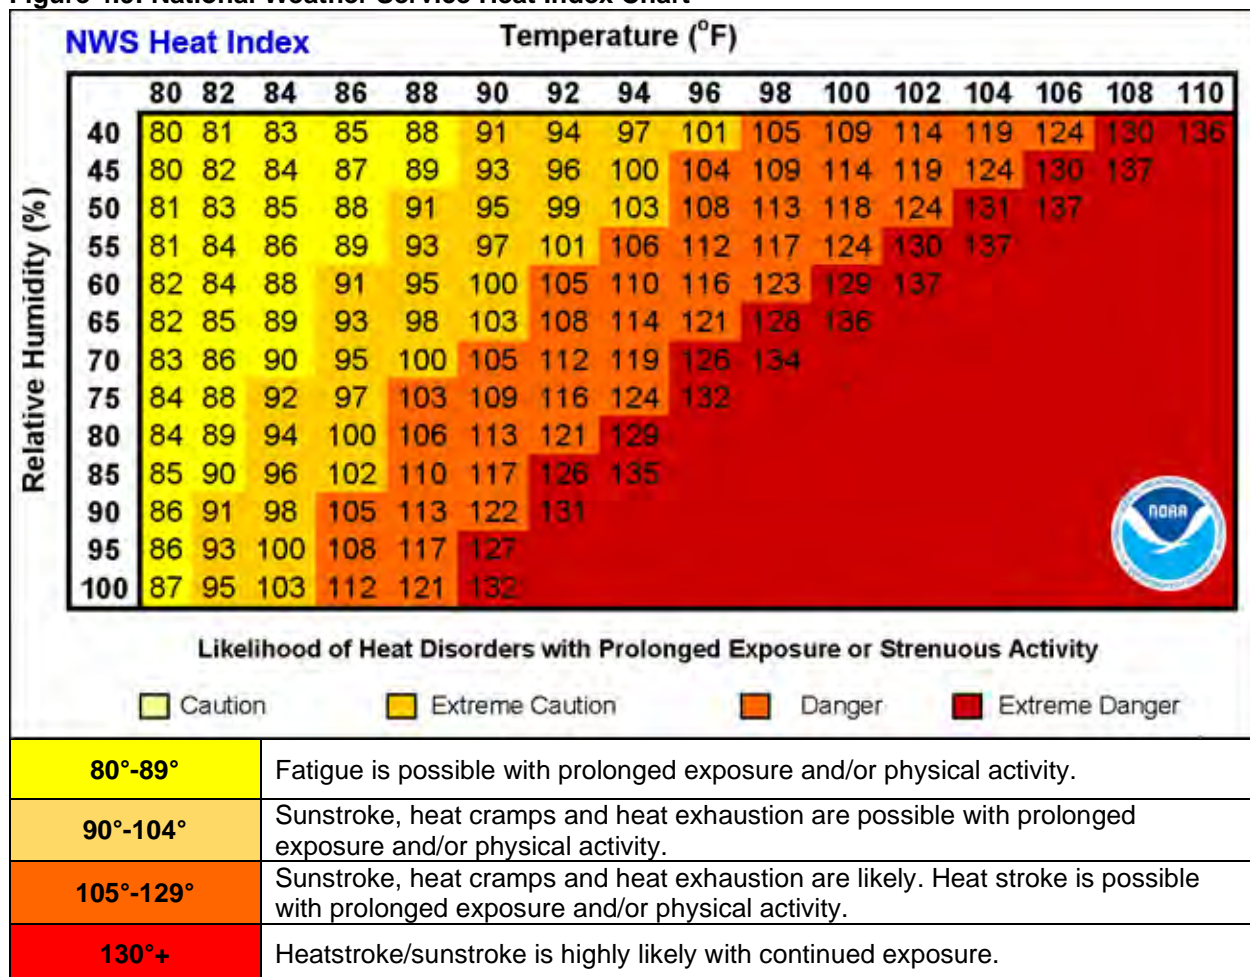 Figure 4.9. National Weather Service Heat Index Chart
NWS Heat Index
Temperature (°F)
80 82 84 86 88 90 92 94 96 98 100 102 104 106 108 110
40 80 81 83 85 88 91 94 97 101 105 109 114 119 124 130 136
45 80 82 84 87 89 93 96 100 104 109 114 119 124 130 137
50 81 83 85 88 91 95 99 103 108 113 118 124 131 137
55 81 84 86 89 93 97 101 106 112 117 124 130 137
60 82 84 88 91 95 100 105 110 116 123 129 137
65 82 85 89 93 98 103 108 114 121 128 136
70 83 86 90 95 100 105 112 119 126 134
75 84 88 92 97 103 109 116 124 132
80 84 89 94 100 106 113 121 129
85 85 90 96 102 110 117 126 135
90 86 91 98 105 113 122 131
95 86 93 100 108 117 127
100 87 95 103 112 121 132
Relative Humidity (%)
NOAA
Likelihood of Heat Disorders with Prolonged Exposure or Strenuous Activity
Caution Extreme Caution Danger Extreme Danger
80°-89° Fatigue is possible with prolonged exposure and/or physical activity.
90°-104° Sunstroke, heat cramps and heat exhaustion are possible with prolonged
exposure and/or physical activity.
105°-129° Sunstroke, heat cramps and heat exhaustion are likely. Heat stroke is possible
with prolonged exposure and/or physical activity.
130°+ Heatstroke/sunstroke is highly likely with continued exposure.